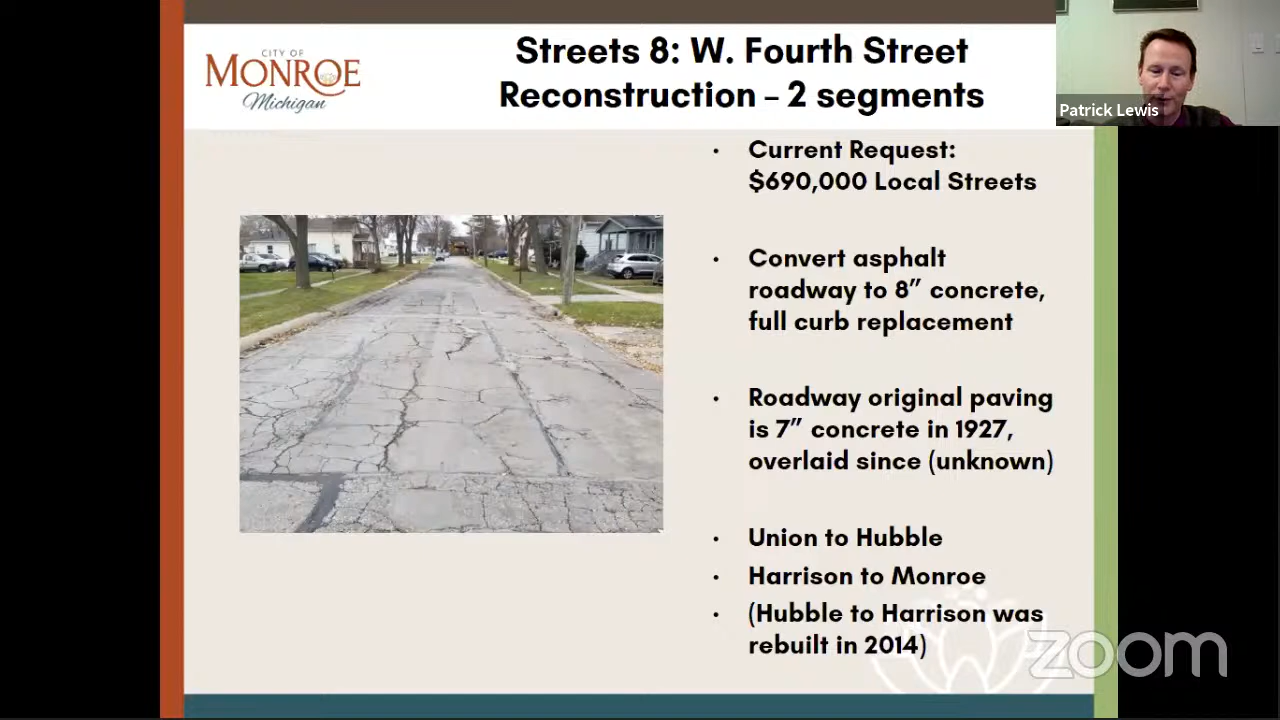 CITY OF
MONROE
Michigan
Streets 8: W. Fourth Street
Reconstruction – 2 segments
Patrick Lewis
• Current Request:
$690,000 Local Streets
• Convert asphalt
roadway to 8” concrete,
full curb replacement
• Roadway original paving
is 7” concrete in 1927,
overlaid since (unknown)
• Union to Hubble
• Harrison to Monroe
• (Hubble to Harrison was
rebuilt in 2014)
zoom